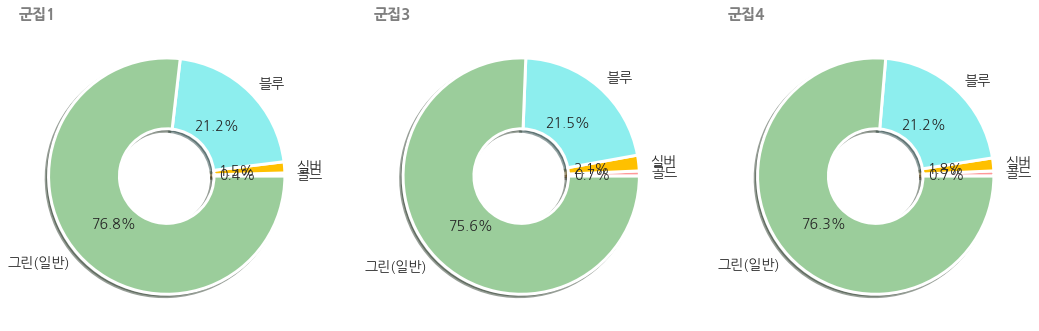 군집1
블루
21.2%
실버
1.5%
골드
0.4%
76.8%
그린(일반)
군집3
블루
21.5%
실버
2.1%
골드
0.7%
75.6%
그린(일반)
군집4
블루
21.2%
실버
1.8%
골드
0.7%
76.3%
그린(일반)